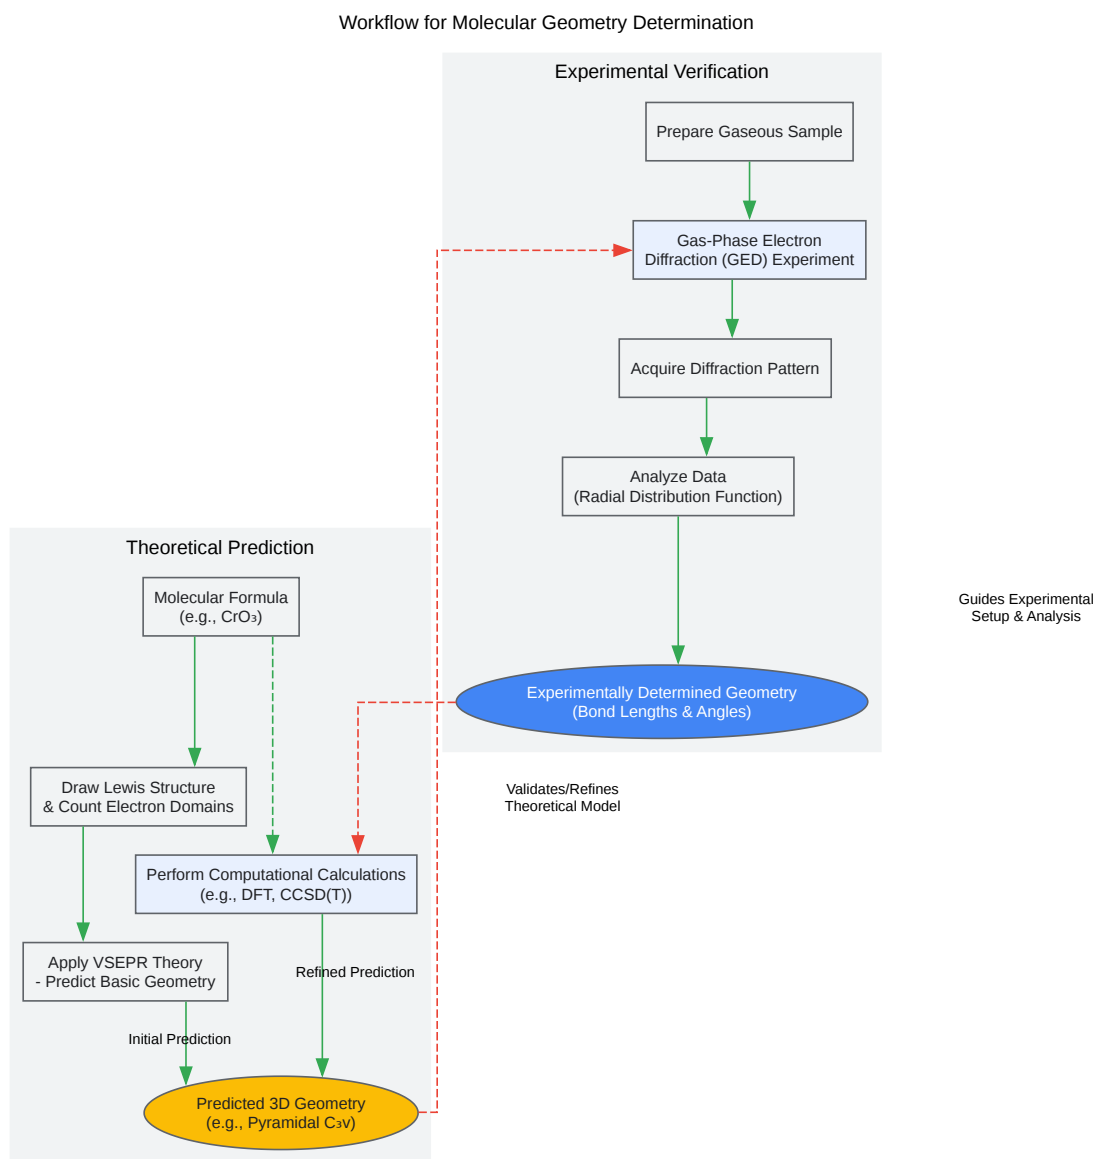 Workflow for Molecular Geometry Determination
Experimental Verification
Prepare Gaseous Sample
Gas-Phase Electron
Diffraction (GED) Experiment
Acquire Diffraction Pattern
Analyze Data
(Radial Distribution Function)
Experimentally Determined Geometry
(Bond Lengths & Angles)
Guides Experimental
Setup & Analysis
Validates/Refines
Theoretical Model
Theoretical Prediction
Molecular Formula
(e.g., CrO₃)
Draw Lewis Structure
& Count Electron Domains
Perform Computational Calculations
(e.g., DFT, CCSD(T))
Apply VSEPR Theory
- Predict Basic Geometry
Refined Prediction
Initial Prediction
Predicted 3D Geometry
(e.g., Pyramidal C₃v)